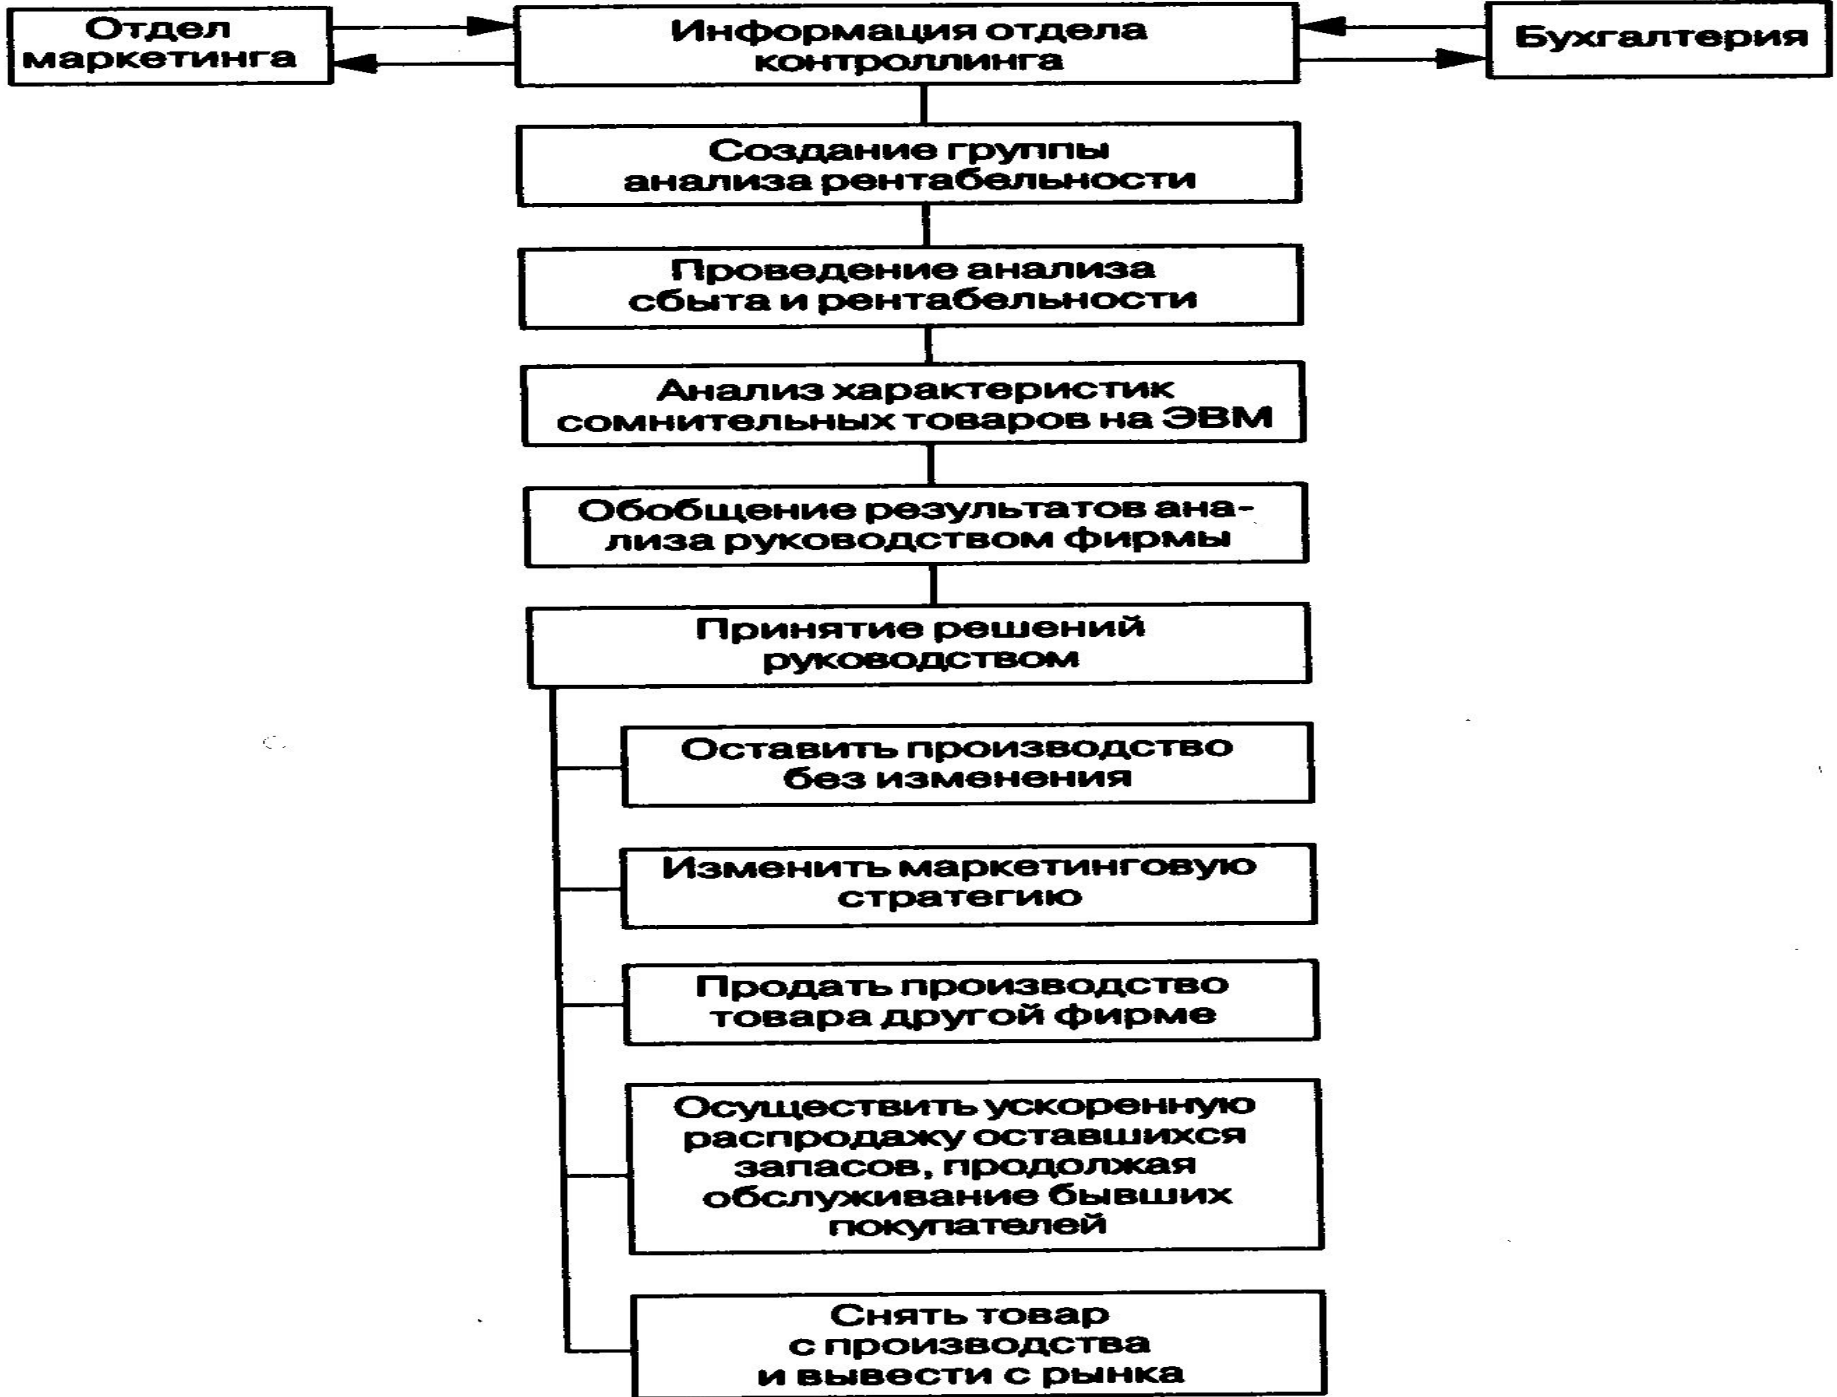 Отдел
маркетинга
Информация отдела
контроллинга
Бухгалтерия
Создание группы
анализа рентабельности
Проведение анализа
сбыта и рентабельности
Анализ характеристик
сомнительных товаров на ЭВМ
Обобщение результатов ана-
лиза руководством фирмы
Принятие решений
руководством
Оставить производство
без изменения
Изменить маркетинговую
стратегию
Продать производство
товара другой фирме
Осуществить ускоренную
распродажу оставшихся
запасов, продолжая
обслуживание бывших
покупателей
Снять товар
с производства
и вывести с рынка